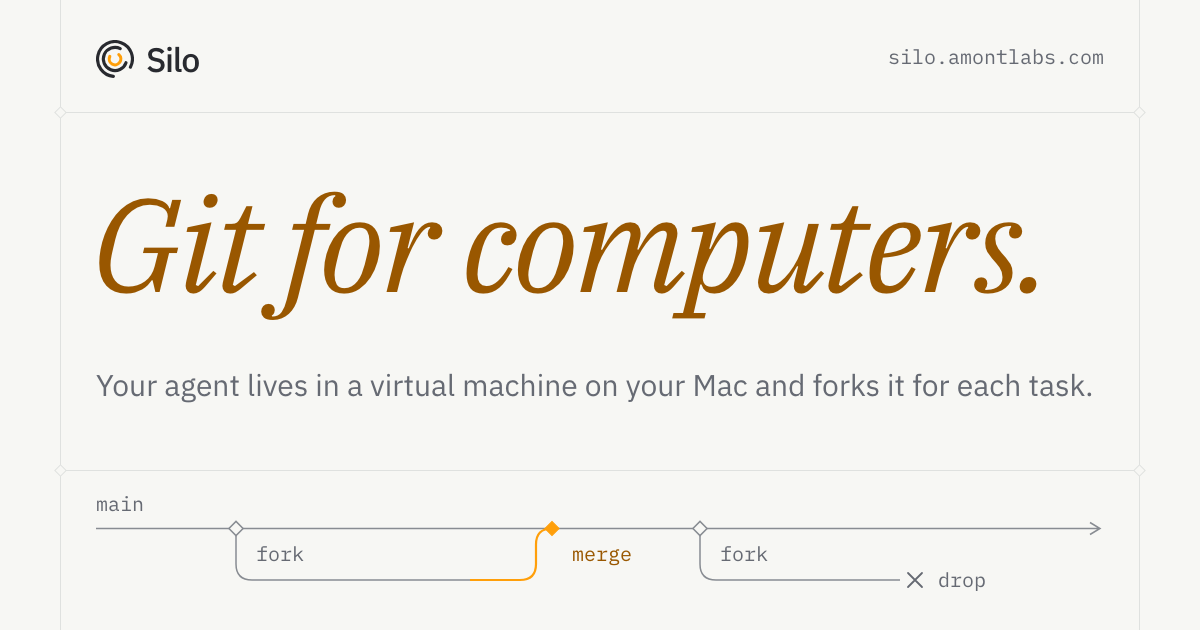 Silo
silo.amontlabs.com
Git for computers.
Your agent lives in a virtual machine on your Mac and forks it for each task.
main
fork
merge
fork
drop